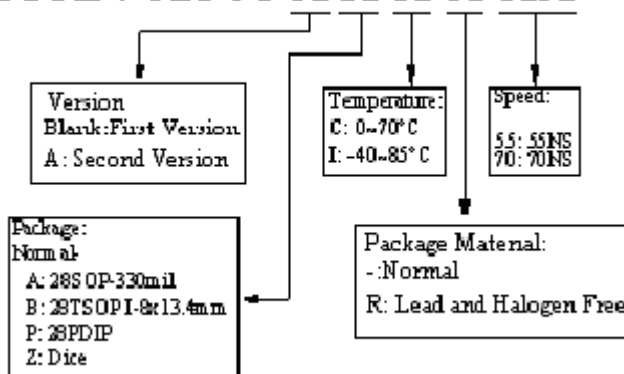 Version
Blank:First Version
A: Second Version
Temperature:
C: 0~70°C
I: -40~85°C
Speed:
55: 55NS
70: 70NS
Package:
Normal
A: 28SOP-330mil
B: 28TSOPI-8x13.4mm
P: 28PDIP
Z: Dice
Package Material:
-:Normal
R: Lead and Halogen Free